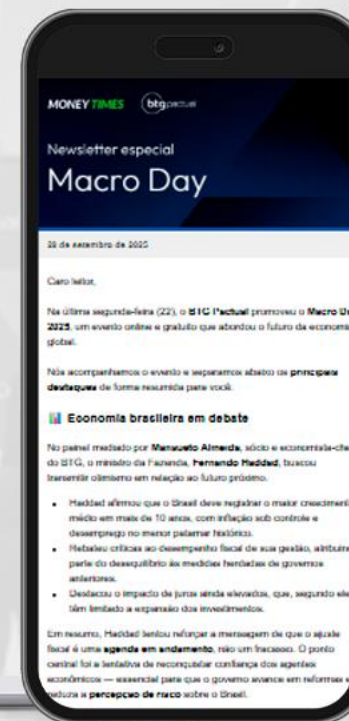 MONEY TIMES btg pactual
Newsletter especial
Macro Day
de setembro de 2025
Caro leitor,
Na última segunda-feira (22), o BTG Pactual promoveu o Macro Da
2025, um evento online e gratuito que abordou o futuro da economia
global.
Nós acompanhamos o evento e separamos abaixo os principais
destaques de forma resumida para você.
Economia brasileira em debate
No painel mediado por Mansueto Almeida, sócio e economista-che
do BTG, o ministro da Fazenda, Fernando Haddad, buscou
transmitir otimismo em relação ao futuro próximo.
Haddad afirmou que o Brasil deve registrar o maior crescimen
médio em mais de 10 anos, com inflação sob controle e
desemprego no menor patamar histórico.
Rebateu críticas ao desempenho fiscal de sua gestão, atribuin
parte do desequilíbrio às medidas herdadas de governos
anteriores.
Destacou o impacto de juros ainda elevados, que, segundo ele
têm limitado a expansão dos investimentos.
Em resumo, Haddad tentou reforçar a mensagem de que o ajuste
fiscal é uma agenda em andamento, não um fracasso. O ponto
central foi a tentativa de reconquistar confiança dos agentes
econômicos — essencial para que o governo avance em reformas e
reduza a percepção de risco sobre o Brasil.